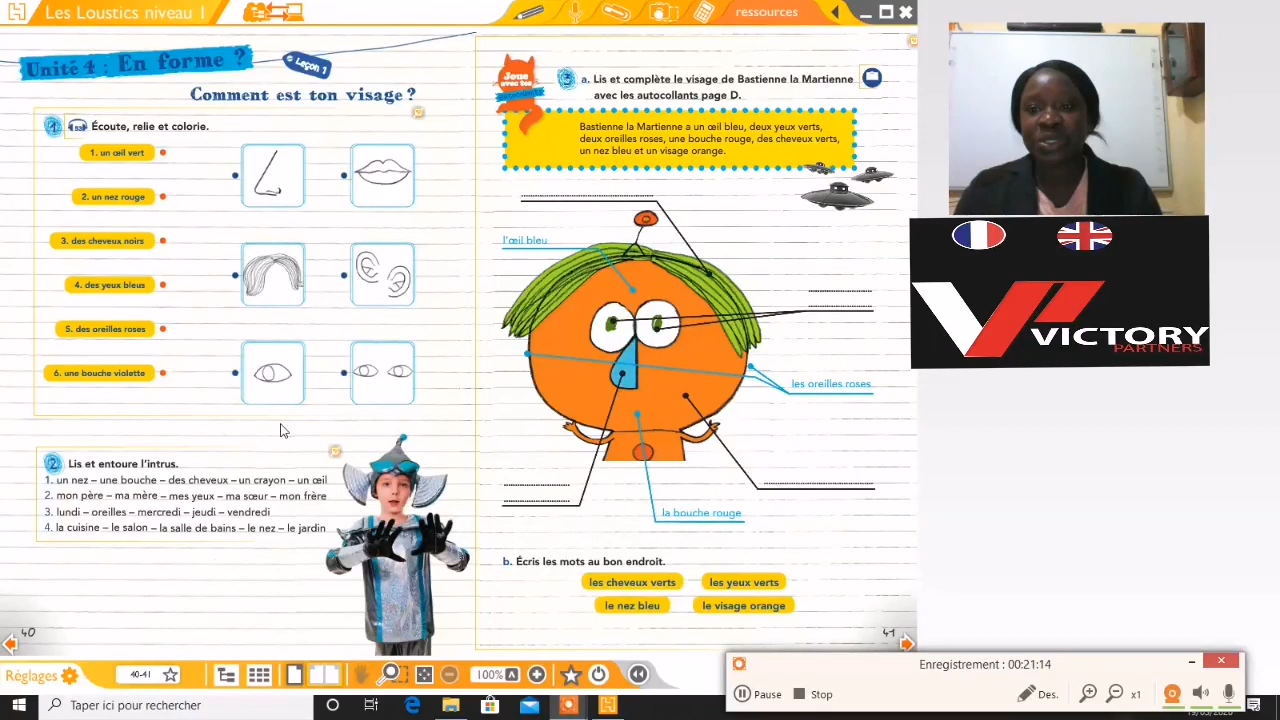 Les Loustics niveau 1
ressources
Unité 4 : En forme ?
Leçon 1
Comment est ton visage ?
1
53
Écoute, relie et colorie.
1. un œil vert
2. un nez rouge
3. des cheveux noirs
4. des yeux bleus
5. des oreilles roses
6. une bouche violette
2
Lis et entoure l'intrus.
1. un nez – une bouche – des cheveux – un crayon – un œil
2. mon père – ma mère – mes yeux – ma sœur – mon frère
3. lundi – oreilles – mercredi – jeudi – vendredi
4. la cuisine – le salon – la salle de bains – le nez – le jardin
40
Joue
avec les
autocollants
3
a. Lis et complète le visage de Bastienne la Martienne
avec les autocollants page D.
Bastienne la Martienne a un œil bleu, deux yeux verts,
deux oreilles roses, une bouche rouge, des cheveux verts,
un nez bleu et un visage orange.
l'œil bleu
les oreilles roses
la bouche rouge
b. Écris les mots au bon endroit.
les cheveux verts
les yeux verts
le nez bleu
le visage orange
41
VICTORY
PARTNERS
Réglages
40-41
100% A
Enregistrement : 00:21:14
Pause
Stop
Des.
x1
Taper ici pour rechercher